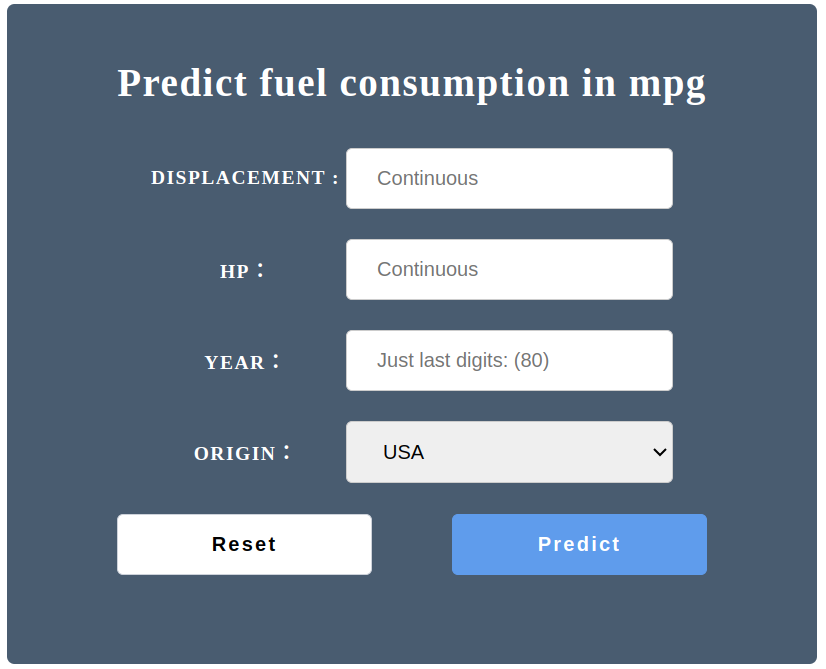 Predict fuel consumption in mpg
DISPLACEMENT : Continuous
HP : Continuous
YEAR : Just last digits: (80)
ORIGIN : USA
Reset Predict